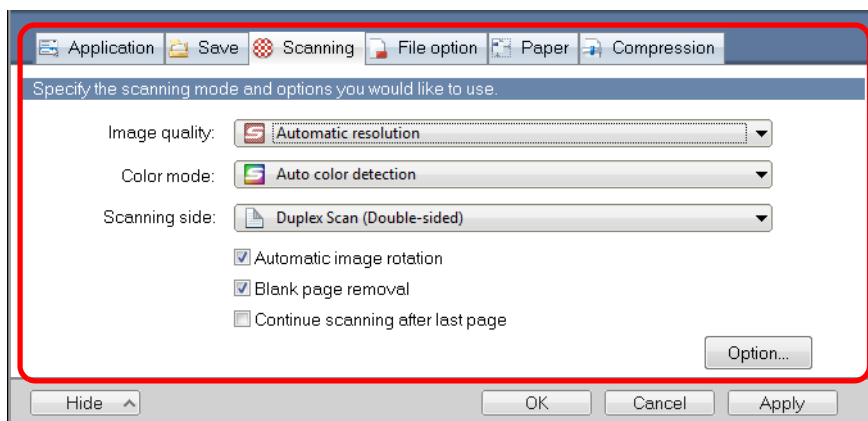 Application Save Scanning File option Paper Compression
Specify the scanning mode and options you would like to use.
Image quality: Automatic resolution
Color mode: Auto color detection
Scanning side: Duplex Scan (Double-sided)
Automatic image rotation
Blank page removal
Continue scanning after last page
Option...
Hide OK Cancel Apply